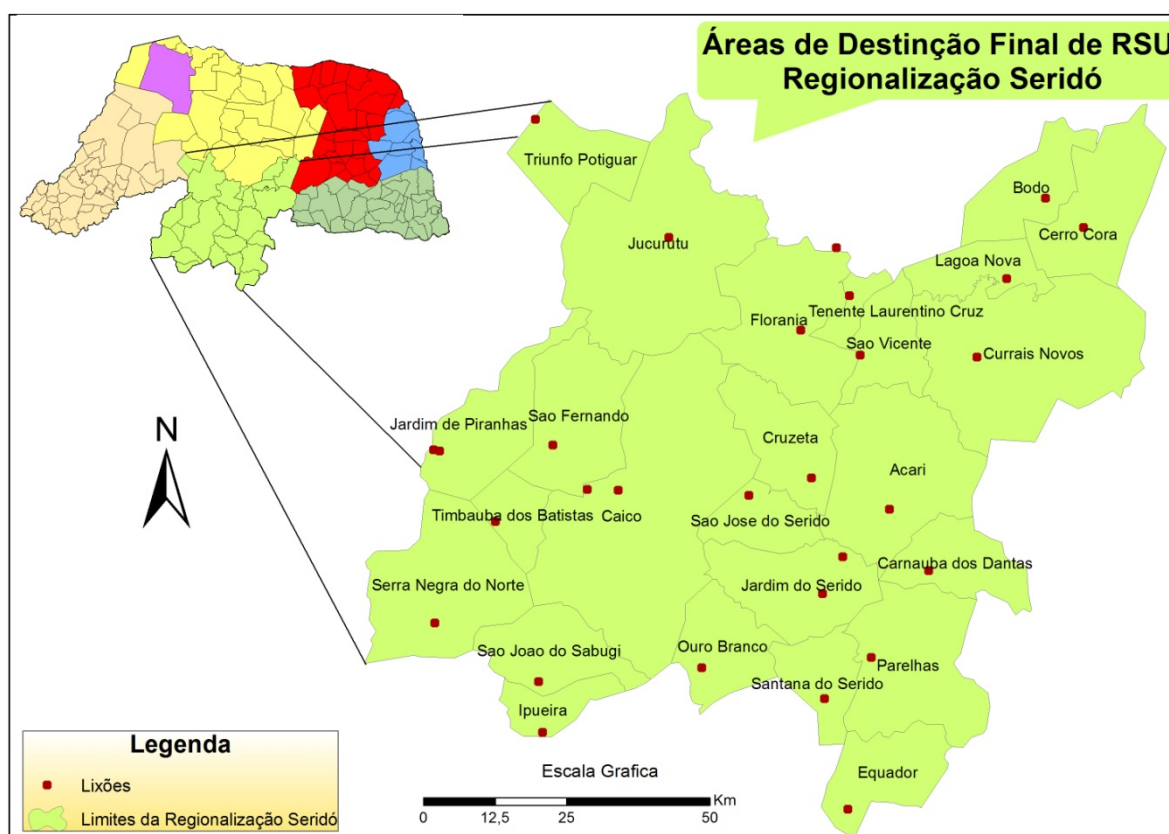 Áreas de Destinção Final de RSU
Regionalização Seridó
Triunfo Potiguar
Bodo
Jucurutu
Cerro Cora
Lagoa Nova
Florania
Tenente Laurentino Cruz
Sao Vicente
Currais Novos
N
Jardim de Piranhas
Sao Fernando
Cruzeta
Acari
Timbauba dos Batistas
Caico
Sao Jose do Serido
Carnauba dos Dantas
Serra Negra do Norte
Jardim do Serido
Sao Joao do Sabugi
Ouro Branco
Parelhas
Santana do Serido
Ipueira
Equador
Legenda
Lixões
Limites da Regionalização Seridó
Escala Grafica
Km
0 12,5 25 50